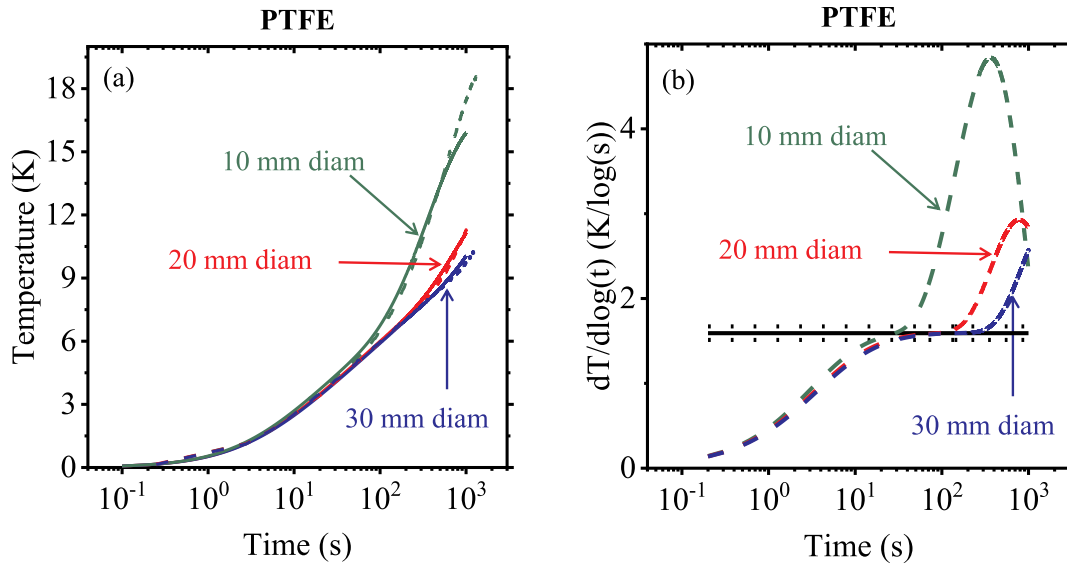 PTFE
(a)
18
15
12
9
6
3
0
Temperature (K)
10 mm diam
20 mm diam
30 mm diam
10⁻¹ 10⁰ 10¹ 10² 10³
Time (s)
PTFE
(b)
4
2
0
dT/dlog(t) (K/log(s))
10 mm diam
20 mm diam
30 mm diam
10⁻¹ 10⁰ 10¹ 10² 10³
Time (s)